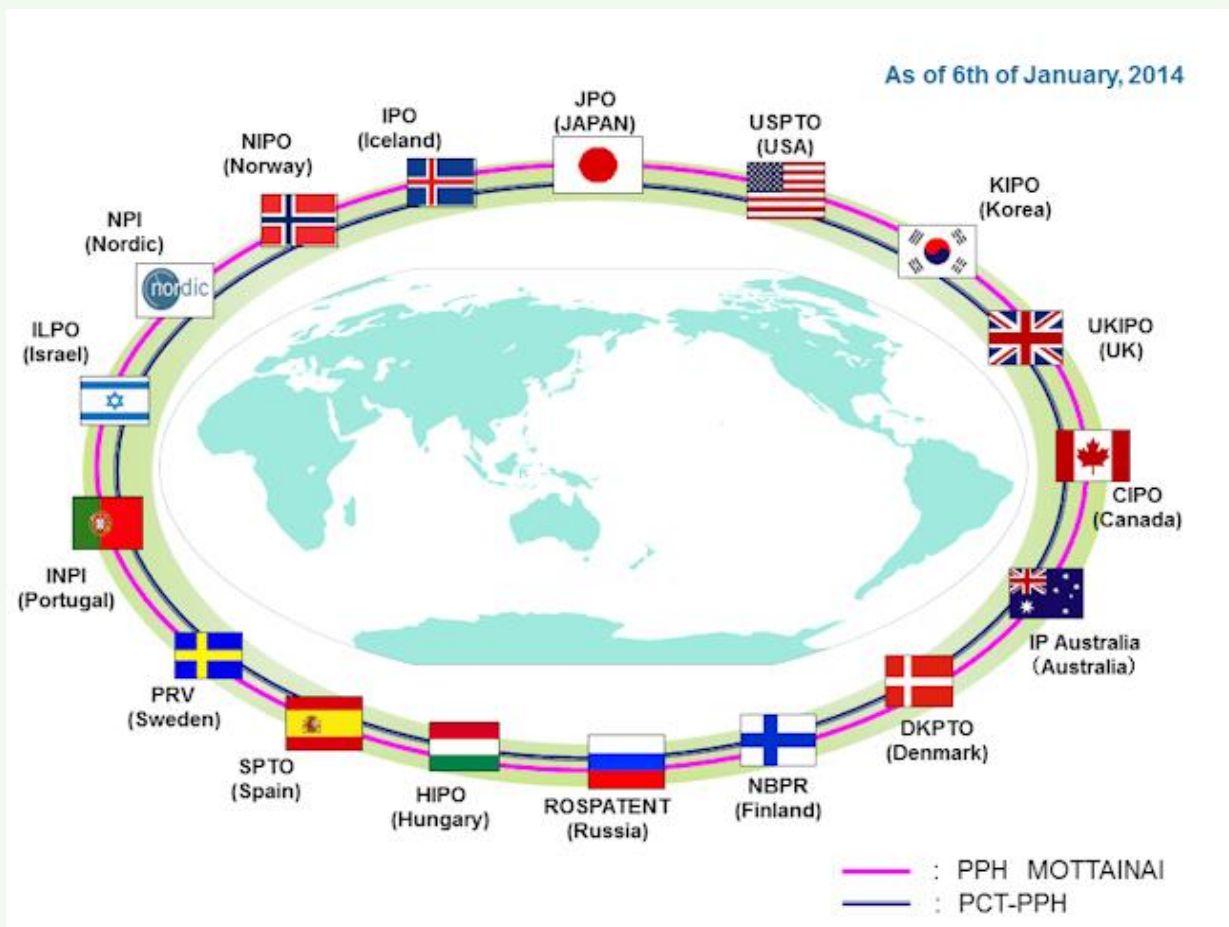 As of 6th of January, 2014
JPO
(JAPAN)
USPTO
(USA)
KIPO
(Korea)
UKIPO
(UK)
CIPO
(Canada)
IP Australia
(Australia）
DKPTO
(Denmark)
NBPR
(Finland)
ROSPATENT
(Russia)
HIPO
(Hungary)
SPTO
(Spain)
PRV
(Sweden)
INPI
(Portugal)
ILPO
(Israel)
NPI
(Nordic)
nordic
NIPO
(Norway)
IPO
(Iceland)
: PPH MOTTAINAI
: PCT-PPH